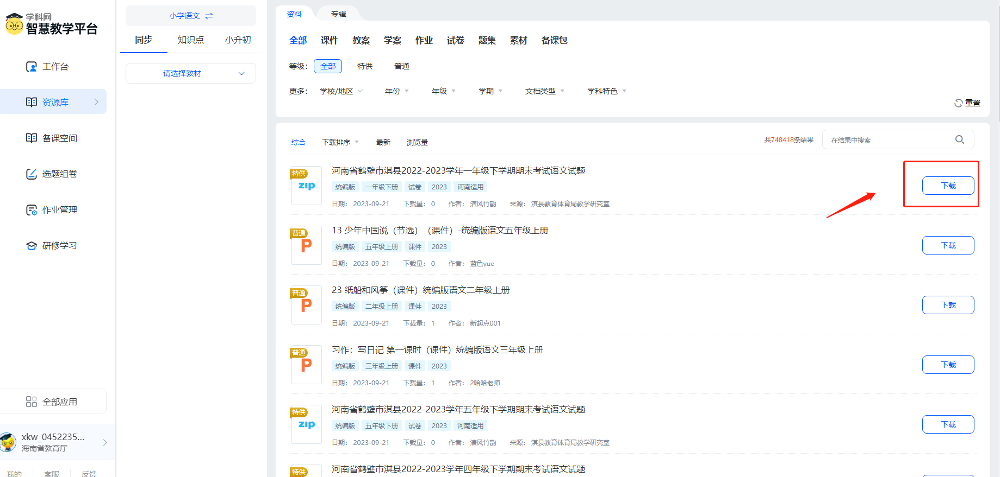 学科网
智慧教学平台
工作台
资源库
备课空间
选题组卷
作业管理
研修学习
全部应用
xkw_0452235...
海南省教育厅
我的 客服 反馈
小学语文
同步 知识点 小升初
请选择教材
资料 专辑
全部 课件 教案 学案 作业 试卷 题集 素材 备课包
等级： 全部 特供 普通
更多： 学校/地区 年份 年级 学期 文档类型 学科特色
重置
综合 下载排序 最新 浏览量 共748418条结果 在结果中搜索
特供
zip
河南省鹤壁市淇县2022-2023学年一年级下学期期末考试语文试题
统编版 一年级下册 试卷 2023 河南适用
日期： 2023-09-21 下载量： 0 作者： 清风竹韵 来源： 淇县教育体育局教学研究室
下载
普通
P
13 少年中国说（节选）（课件）-统编版语文五年级上册
统编版 五年级上册 课件 2023
日期： 2023-09-21 下载量： 0 作者： 蓝色yue
下载
普通
P
23 纸船和风筝（课件）统编版语文二年级上册
统编版 二年级上册 课件 2023
日期： 2023-09-21 下载量： 1 作者： 新起点001
下载
普通
P
习作：写日记 第一课时（课件）统编版语文三年级上册
统编版 三年级上册 课件 2023
日期： 2023-09-21 下载量： 1 作者： 2哈哈老师
下载
特供
zip
河南省鹤壁市淇县2022-2023学年五年级下学期期末考试语文试题
统编版 五年级下册 试卷 2023 河南适用
日期： 2023-09-21 下载量： 0 作者： 清风竹韵 来源： 淇县教育体育局教学研究室
下载
特供
河南省鹤壁市淇县2022-2023学年四年级下学期期末考试语文试题